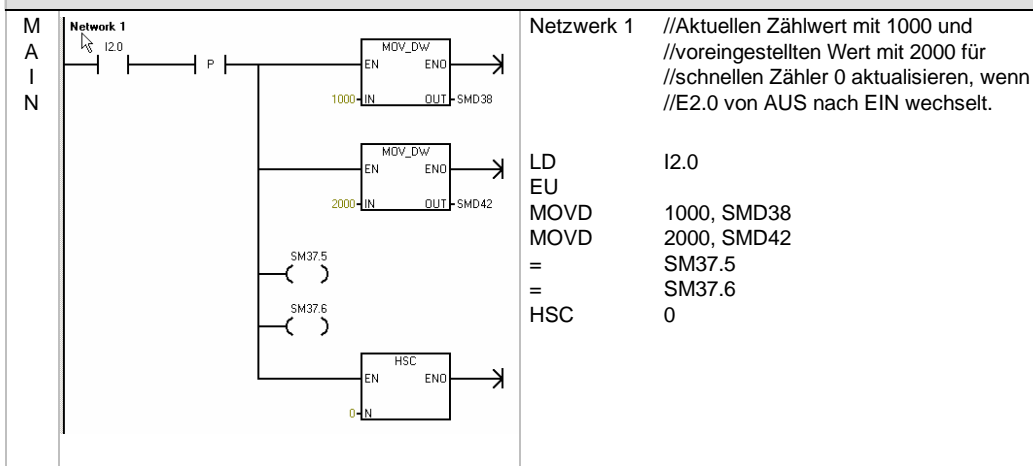 M
A
I
N
Network 1
I2.0
P
MOV_DW
EN ENO
1000 IN OUT SMD38
MOV_DW
EN ENO
2000 IN OUT SMD42
SM37.5
SM37.6
HSC
EN ENO
0 N
Netzwerk 1 //Aktuellen Zählwert mit 1000 und
//voreingestellten Wert mit 2000 für
//schnellen Zähler 0 aktualisieren, wenn
//E2.0 von AUS nach EIN wechselt.
LD I2.0
EU
MOVD 1000, SMD38
MOVD 2000, SMD42
= SM37.5
= SM37.6
HSC 0